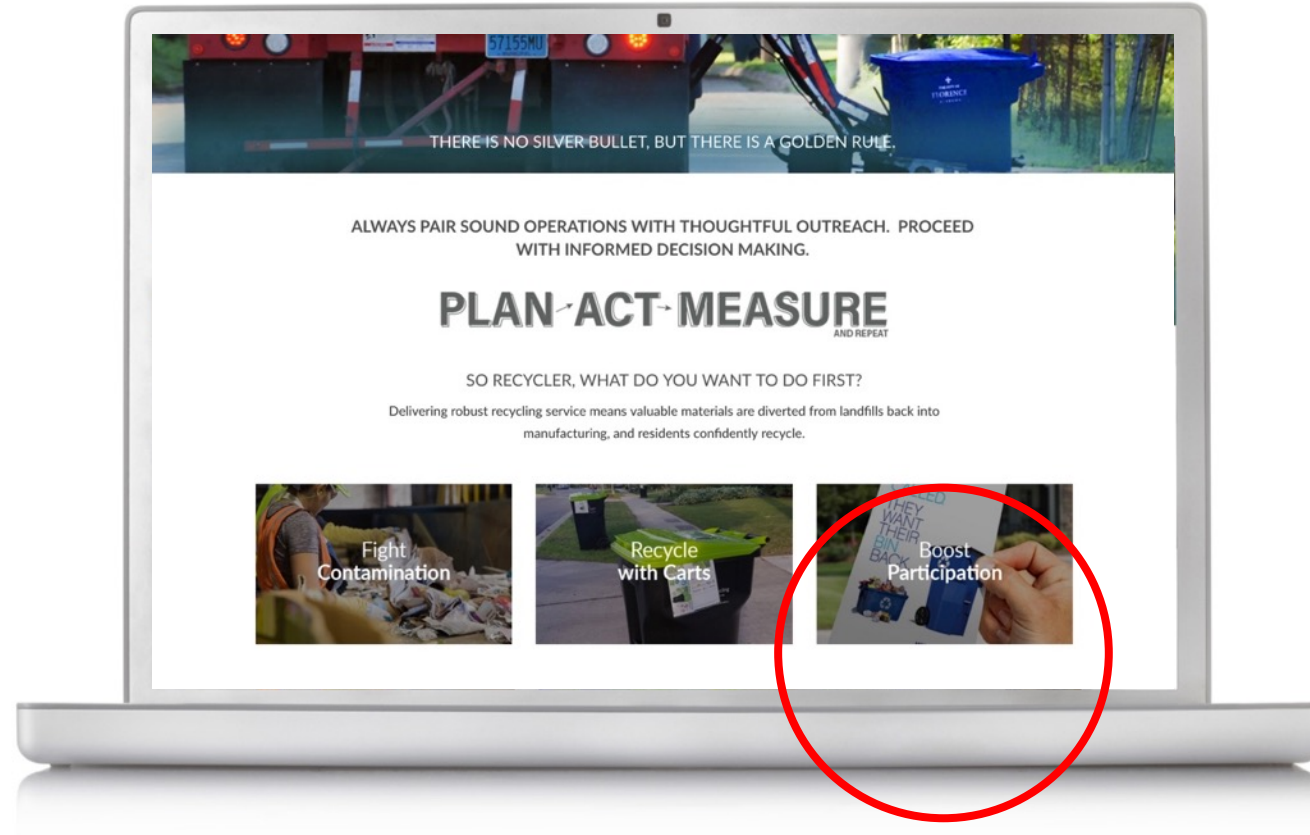 57155MU
FLORENCE
THERE IS NO SILVER BULLET, BUT THERE IS A GOLDEN RULE.
ALWAYS PAIR SOUND OPERATIONS WITH THOUGHTFUL OUTREACH. PROCEED
WITH INFORMED DECISION MAKING.
PLAN→ACT→MEASURE
AND REPEAT
SO RECYCLER, WHAT DO YOU WANT TO DO FIRST?
Delivering robust recycling service means valuable materials are diverted from landfills back into
manufacturing, and residents confidently recycle.
Fight
Contamination
Recycle
with Carts
CALLED
THEY
WANT
THEIR
BIN
BACK
Boost
Participation